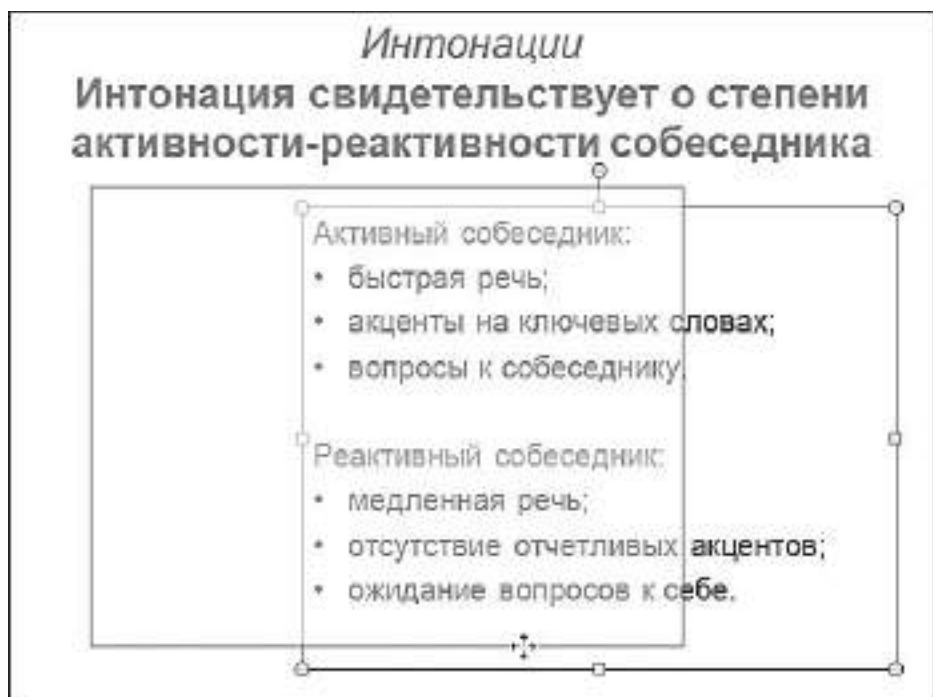 Интонации
Интонация свидетельствует о степени
активности-реактивности собеседника
Активный собеседник:
• быстрая речь;
• акценты на ключевых словах;
• вопросы к собеседнику.
Реактивный собеседник:
• медленная речь;
• отсутствие отчетливых акцентов;
• ожидание вопросов к себе.